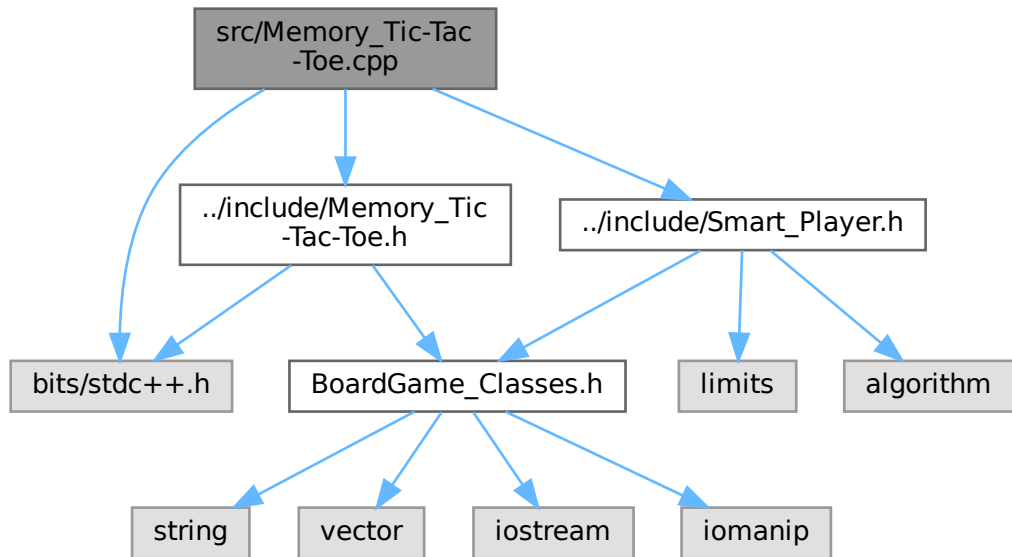 src/Memory_Tic-Tac
-Toe.cpp
../include/Memory_Tic
-Tac-Toe.h
../include/Smart_Player.h
bits/stdc++.h
BoardGame_Classes.h
limits
algorithm
string
vector
iostream
iomanip